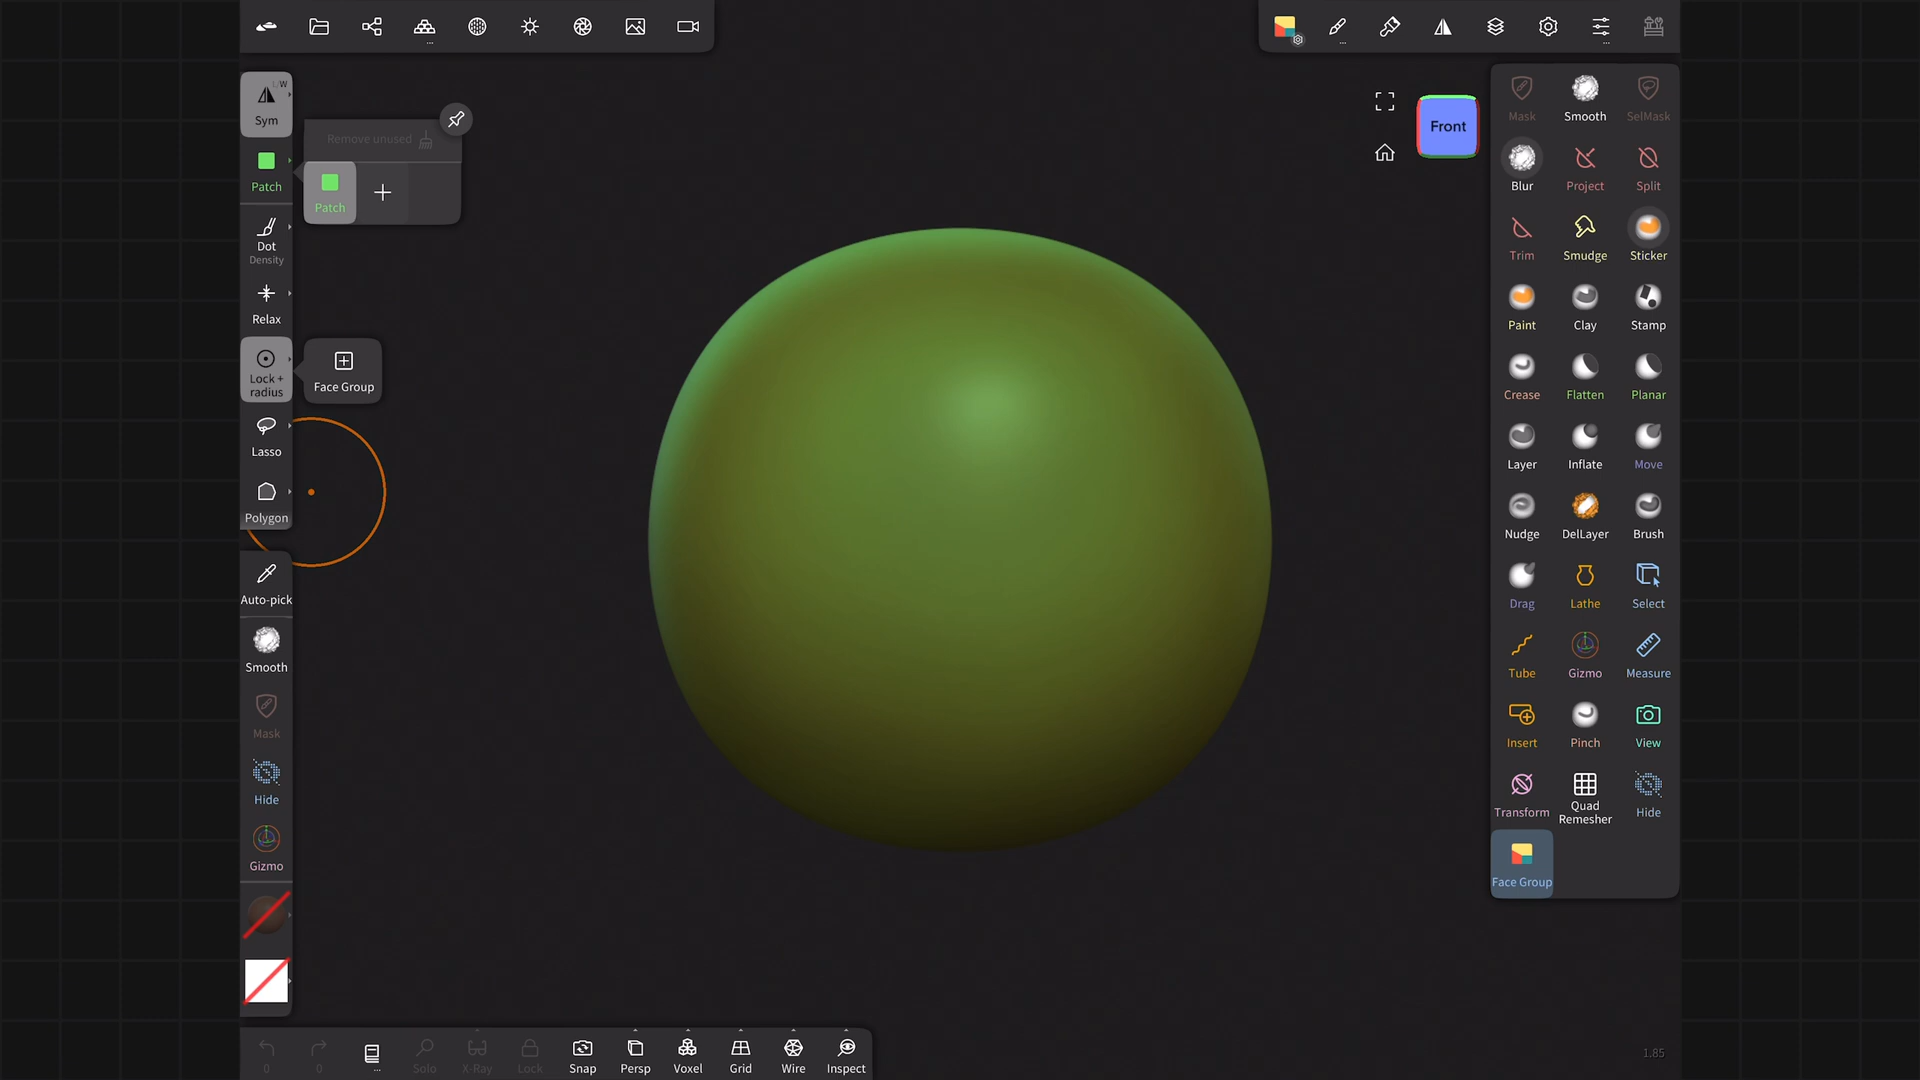 W
Sym
Patch
Dot
Density
Relax
Lock +
radius
Lasso
Polygon
Auto-pick
Smooth
Mask
Hide
Gizmo
Remove unused
Patch
Face Group
Front
Mask
Smooth
SelMask
Blur
Project
Split
Trim
Smudge
Sticker
Paint
Clay
Stamp
Crease
Flatten
Planar
Layer
Inflate
Move
Nudge
DelLayer
Brush
Drag
Lathe
Select
Tube
Gizmo
Measure
Insert
Pinch
View
Transform
Quad
Remesher
Hide
Face Group
0
0
Solo
X-Ray
Lock
Snap
Persp
Voxel
Grid
Wire
Inspect
1.85